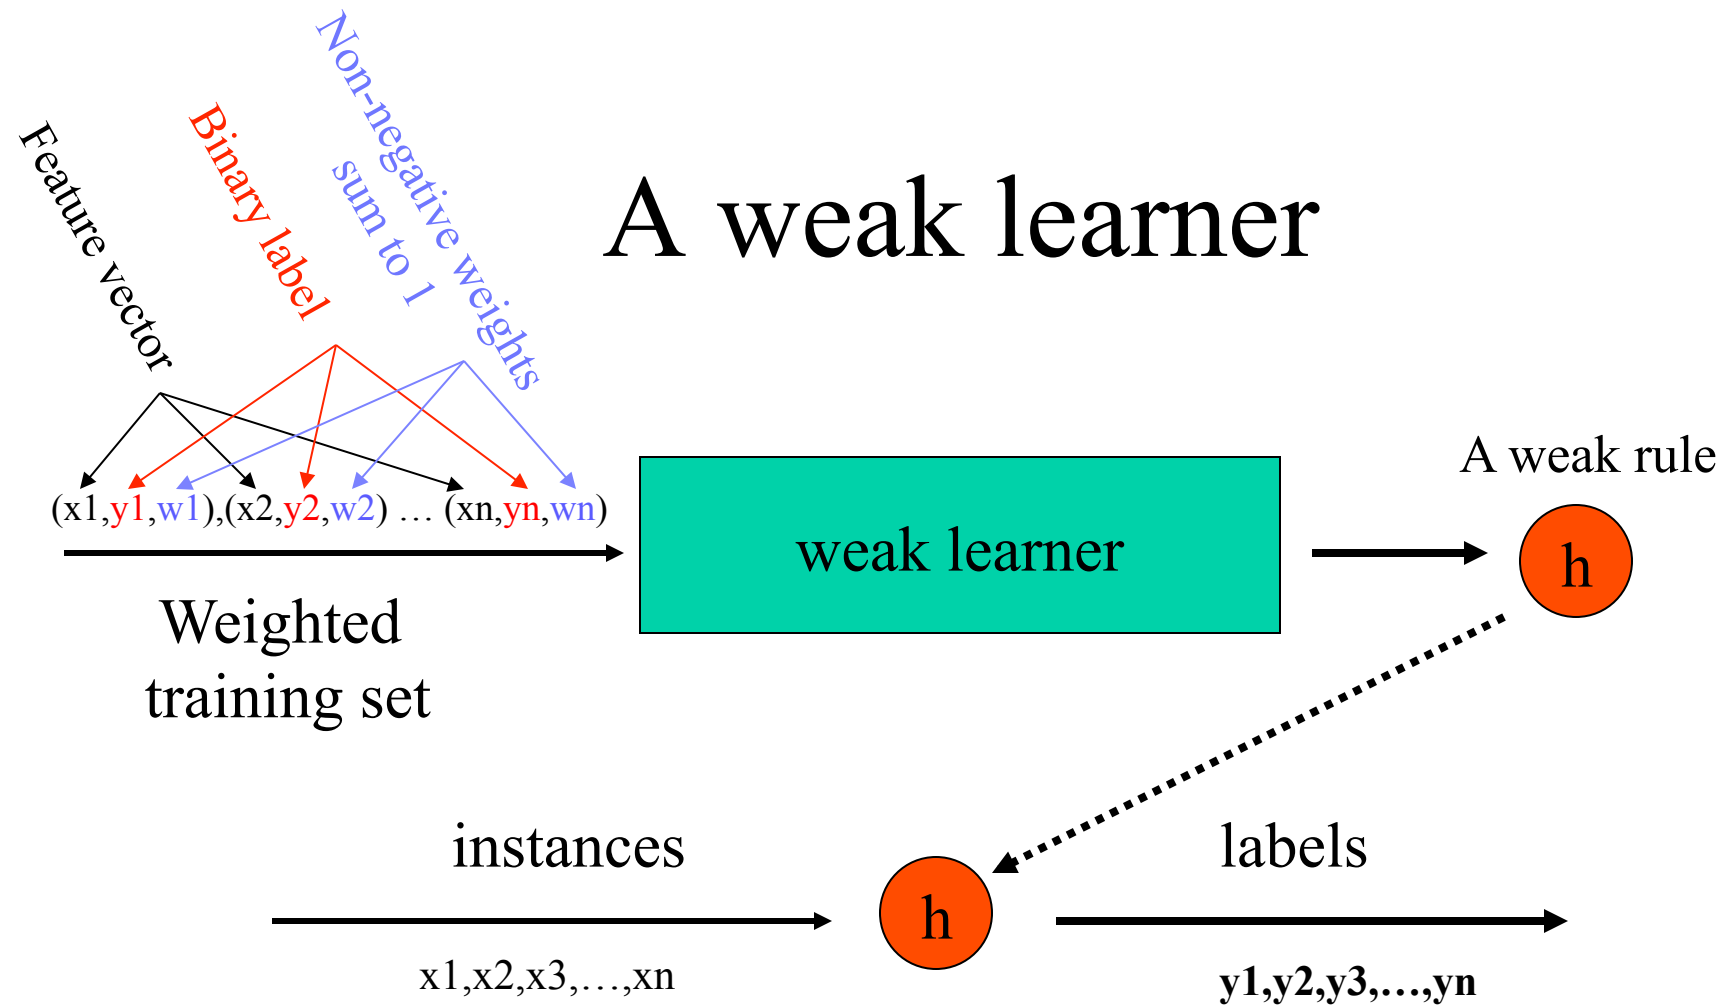 Non-negative weights
sum to 1
Binary label
Feature vector
A weak learner
(x1,y1,w1),(x2,y2,w2) … (xn,yn,wn)
Weighted
training set
weak learner
A weak rule
h
instances
x1,x2,x3,…,xn
h
labels
y1,y2,y3,…,yn